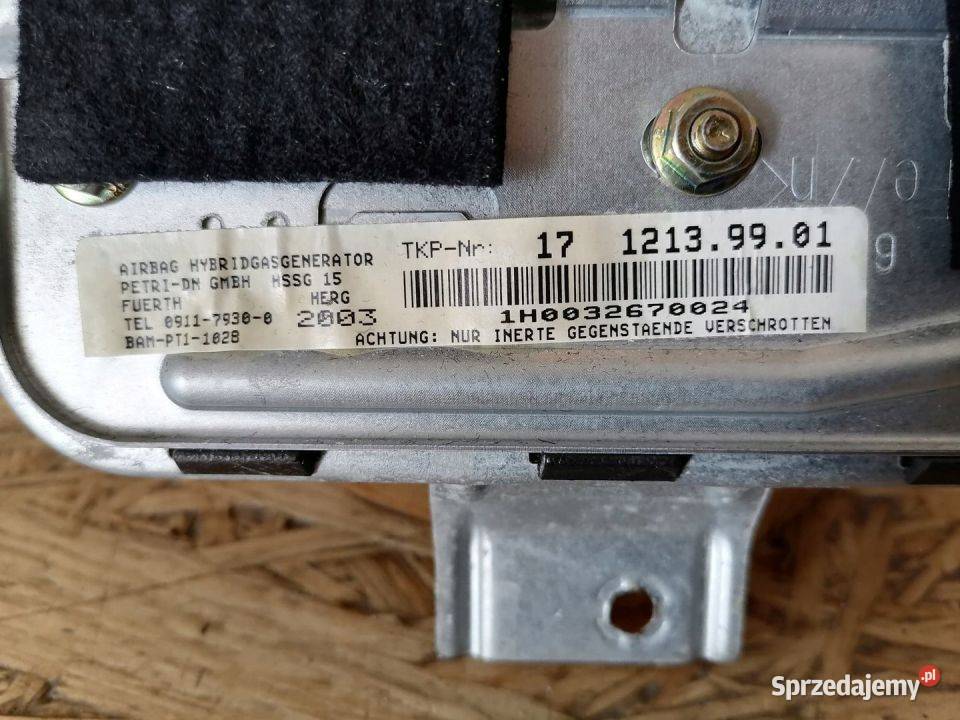 AIRBAG HYBRIDGASGENERATOR
PETRI-DN GMBH HSSG 15
FUERTH HERG
TEL 0911-7930-0 2003
BAM-PT1-1028
TKP-Nr: 17 1213.99.01
1H0032670024
ACHTUNG: NUR INERTE GEGENSTAENDE VERSCHROTTEN
Sprzedajemy.pl